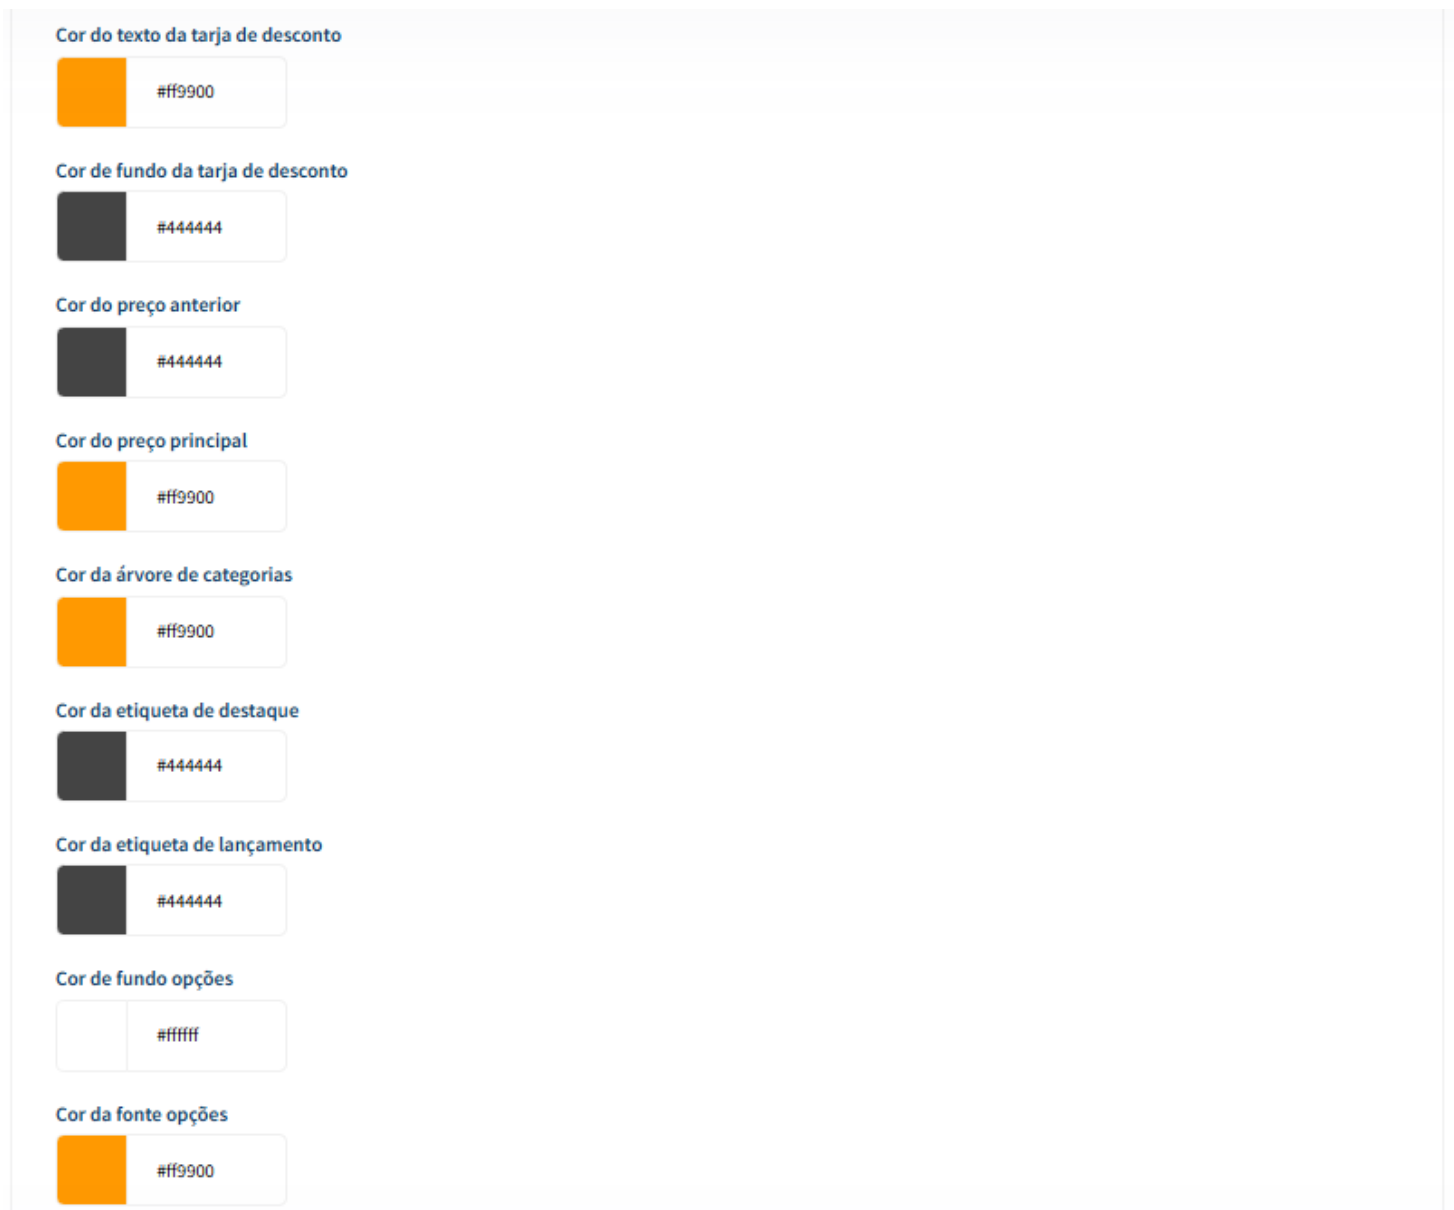 Cor do texto da tarja de desconto
#ff9900
Cor de fundo da tarja de desconto
#444444
Cor do preço anterior
#444444
Cor do preço principal
#ff9900
Cor da árvore de categorias
#ff9900
Cor da etiqueta de destaque
#444444
Cor da etiqueta de lançamento
#444444
Cor de fundo opções
#ffffff
Cor da fonte opções
#ff9900